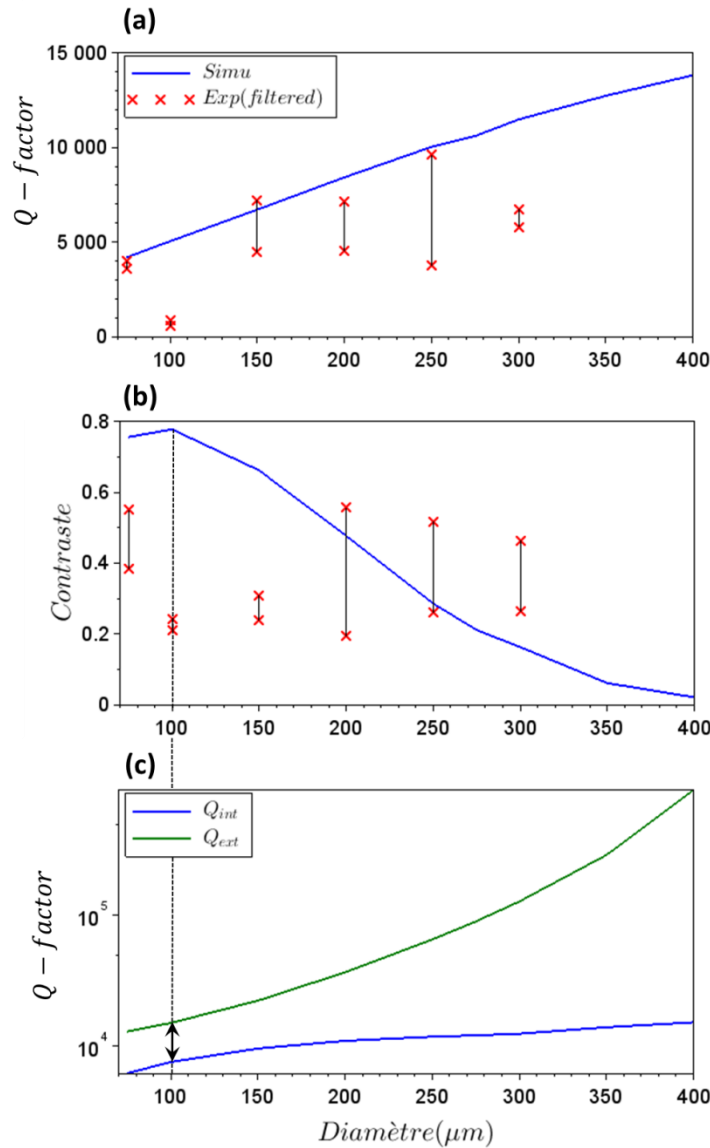 (a)
15 000
10 000
5 000
0
Q − factor
Simu
Exp(filtered)
100 150 200 250 300 350 400
(b)
0.8
0.6
0.4
0.2
0
Contraste
100 150 200 250 300 350 400
(c)
Q_int
Q_ext
10^5
10^4
Q − factor
100 150 200 250 300 350 400
Diamètre(μm)